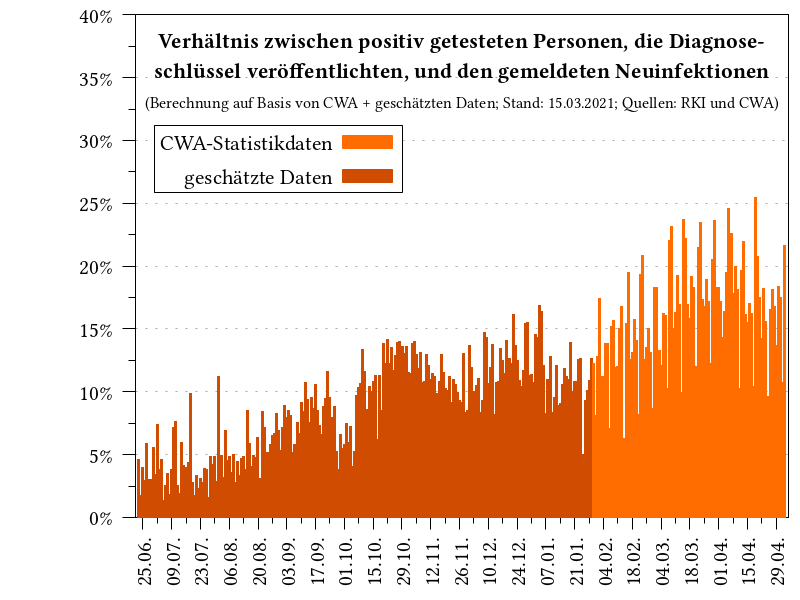 Verhältnis zwischen positiv getesteten Personen, die Diagnose-
schlüssel veröffentlichten, und den gemeldeten Neuinfektionen
(Berechnung auf Basis von CWA + geschätzten Daten; Stand: 15.03.2021; Quellen: RKI und CWA)
CWA-Statistikdaten
geschätzte Daten
40%
35%
30%
25%
20%
15%
10%
5%
0%
25.06. 09.07. 23.07. 06.08. 20.08. 03.09. 17.09. 01.10. 15.10. 29.10. 12.11. 26.11. 10.12. 24.12. 07.01. 21.01. 04.02. 18.02. 04.03. 18.03. 01.04. 15.04. 29.04.